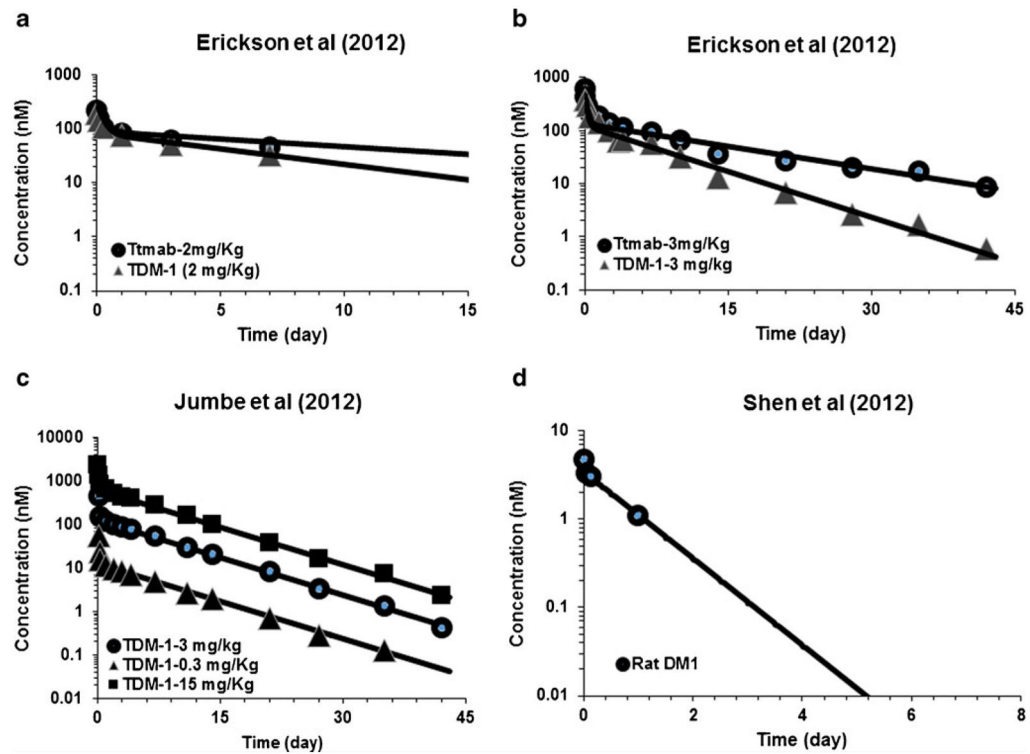 a
Erickson et al (2012)
Concentration (nM)
1000
100
10
1
0.1
0
5
10
15
Time (day)
Ttmab-2mg/Kg
TDM-1 (2 mg/Kg)
b
Erickson et al (2012)
Concentration (nM)
1000
100
10
1
0.1
0
15
30
45
Time (day)
Ttmab-3mg/Kg
TDM-1-3 mg/kg
c
Jumbe et al (2012)
Concentration (nM)
10000
1000
100
10
1
0.1
0.01
0
15
30
45
Time (day)
TDM-1-3 mg/kg
TDM-1-0.3 mg/Kg
TDM-1-15 mg/Kg
d
Shen et al (2012)
Concentration (nM)
10
1
0.1
0.01
0
2
4
6
8
Time (day)
Rat DM1